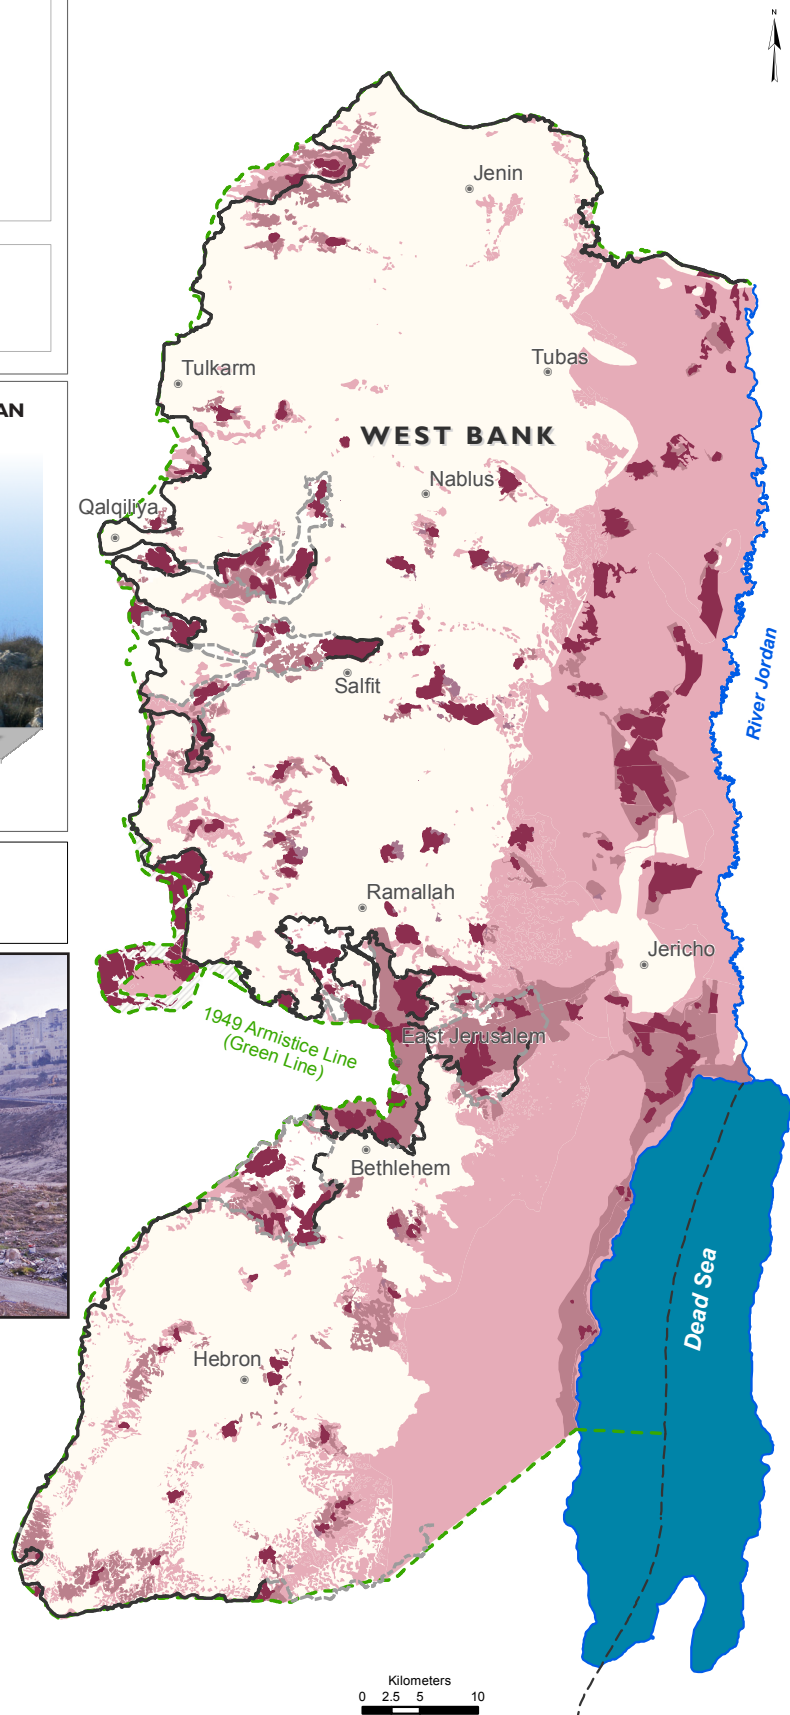 N
Jenin
AN
Tulkarm
Tubas
WEST BANK
Nablus
Qalqiliya
River Jordan
Salfit
Ramallah
Jericho
1949 Armistice Line
(Green Line)
East Jerusalem
Bethlehem
Dead Sea
Hebron
Kilometers
0 2.5 5 10